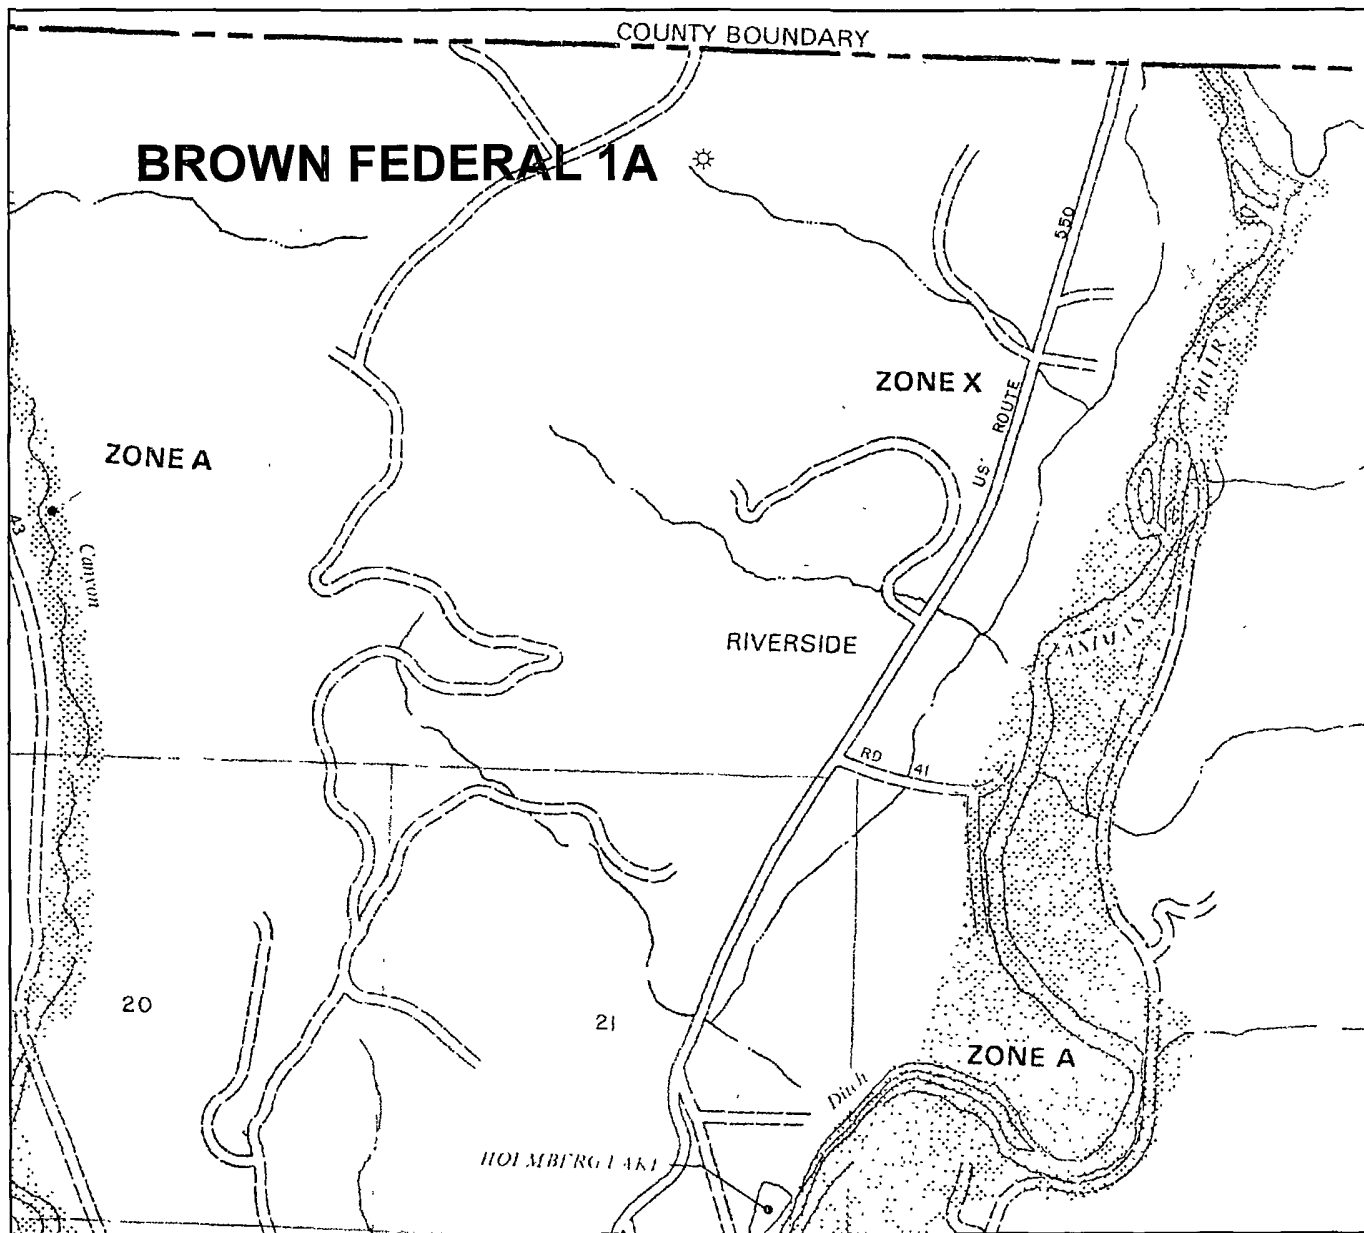 COUNTY BOUNDARY
BROWN FEDERAL 1A
550
ZONE X
RIVER
US ROUTE
ZONE A
43
Canyon
RIVERSIDE
ANIMAS
RD 41
20
21
ZONE A
Ditch
HOLMBERG LAKE